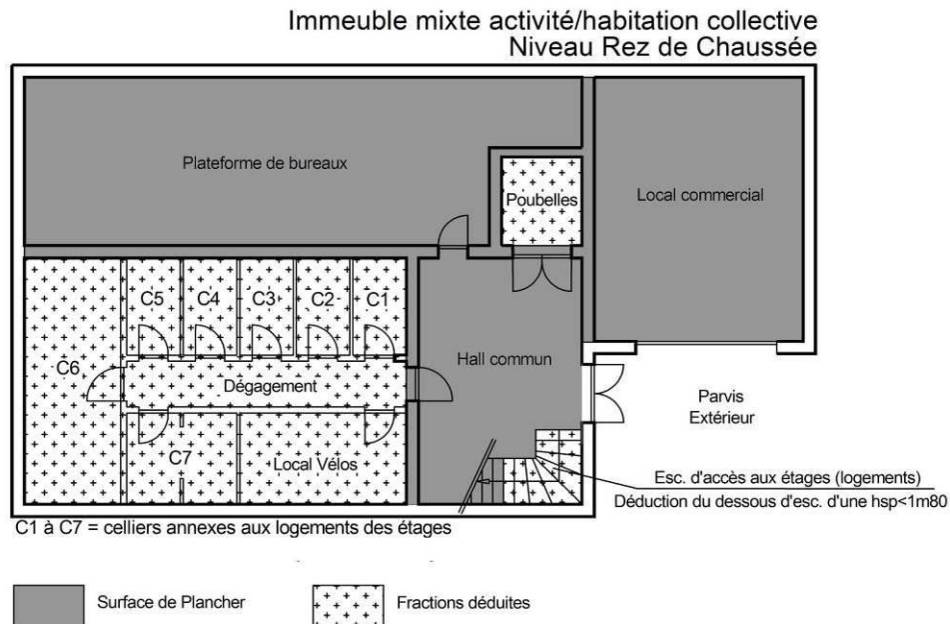 Immeuble mixte activité/habitation collective
Niveau Rez de Chaussée
Plateforme de bureaux
Poubelles
Local commercial
C5
C4
C3
C2
C1
C6
Hall commun
Dégagement
Parvis
Extérieur
C7
Local Vélos
Esc. d'accès aux étages (logements)
Déduction du dessous d'esc. d'une hsp<1m80
C1 à C7 = celliers annexes aux logements des étages
Surface de Plancher
Fractions déduites